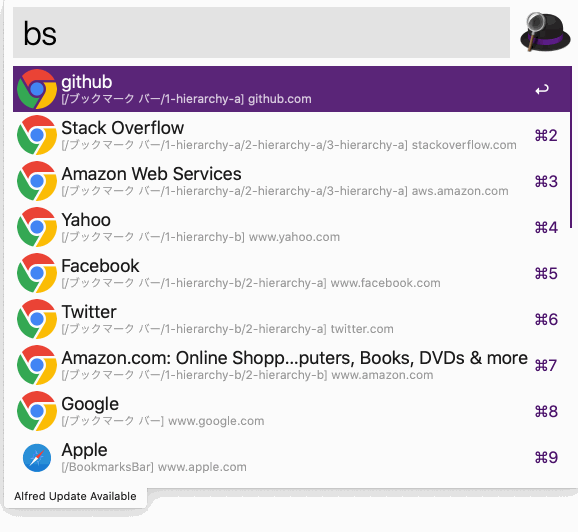 bs
github
[/ブックマーク バー/1-hierarchy-a] github.com
↩
Stack Overflow
[/ブックマーク バー/1-hierarchy-a/2-hierarchy-a/3-hierarchy-a] stackoverflow.com
⌘2
Amazon Web Services
[/ブックマーク バー/1-hierarchy-a/2-hierarchy-a/3-hierarchy-a] aws.amazon.com
⌘3
Yahoo
[/ブックマーク バー/1-hierarchy-b] www.yahoo.com
⌘4
Facebook
[/ブックマーク バー/1-hierarchy-b/2-hierarchy-a] www.facebook.com
⌘5
Twitter
[/ブックマーク バー/1-hierarchy-b/2-hierarchy-a] twitter.com
⌘6
Amazon.com: Online Shopp...puters, Books, DVDs & more
[/ブックマーク バー/1-hierarchy-b/2-hierarchy-b] www.amazon.com
⌘7
Google
[/ブックマーク バー] www.google.com
⌘8
Apple
[/BookmarksBar] www.apple.com
⌘9
Alfred Update Available